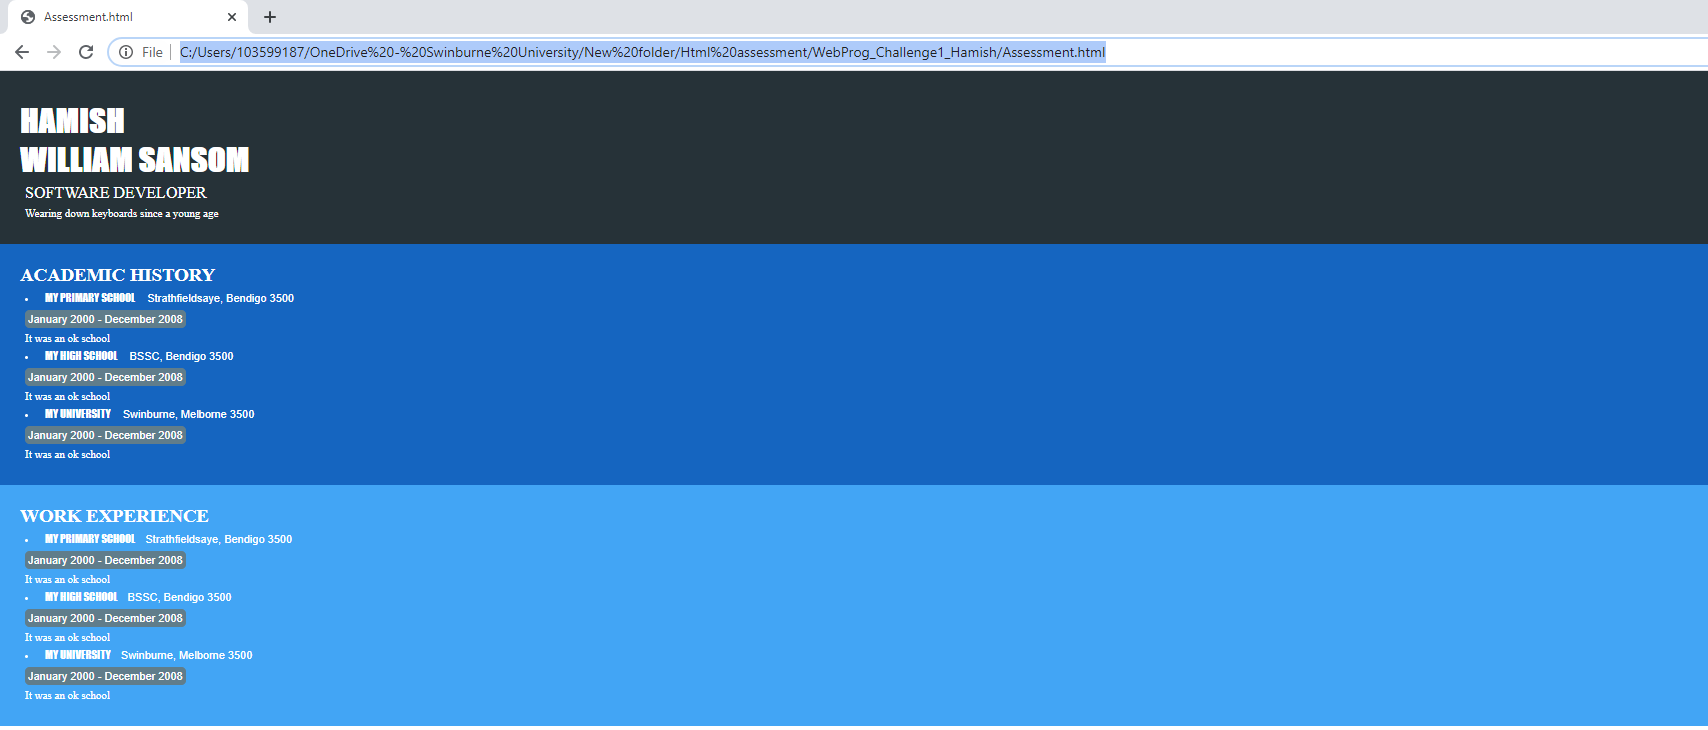 Assessment.html
File C:/Users/103599187/OneDrive%20-%20Swinburne%20University/New%20folder/Html%20assessment/WebProg_Challenge1_Hamish/Assessment.html
HAMISH
WILLIAM SANSOM
SOFTWARE DEVELOPER
Wearing down keyboards since a young age
ACADEMIC HISTORY
• MY PRIMARY SCHOOL Strathfieldsaye, Bendigo 3500
January 2000 - December 2008
It was an ok school
• MY HIGH SCHOOL BSSC, Bendigo 3500
January 2000 - December 2008
It was an ok school
• MY UNIVERSITY Swinburne, Melborne 3500
January 2000 - December 2008
It was an ok school
WORK EXPERIENCE
• MY PRIMARY SCHOOL Strathfieldsaye, Bendigo 3500
January 2000 - December 2008
It was an ok school
• MY HIGH SCHOOL BSSC, Bendigo 3500
January 2000 - December 2008
It was an ok school
• MY UNIVERSITY Swinburne, Melborne 3500
January 2000 - December 2008
It was an ok school